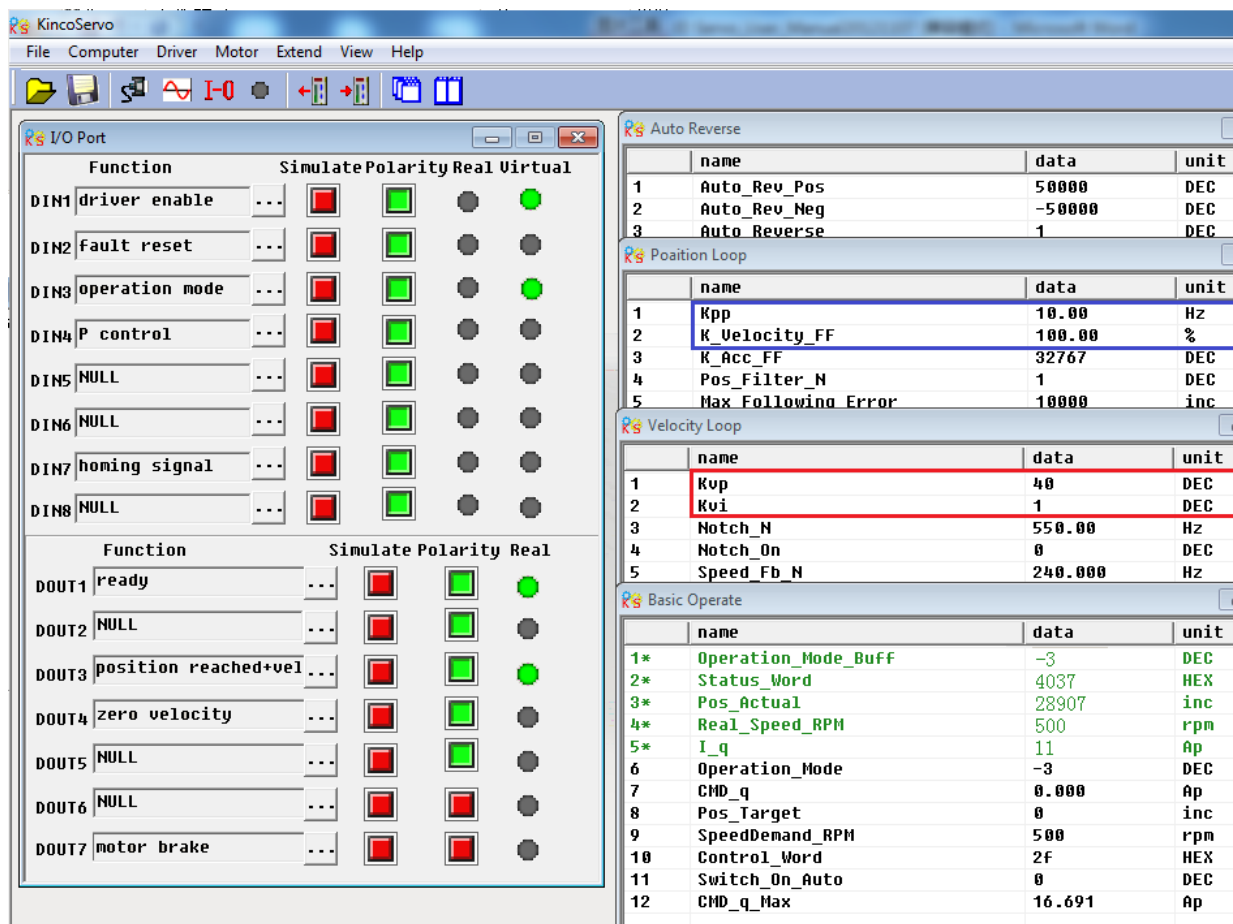 KincoServo
File Computer Driver Motor Extend View Help
I-O
I/O Port
Function Simulate Polarity Real Virtual
DIN1 driver enable ...
DIN2 fault reset ...
DIN3 operation mode ...
DIN4 P control ...
DIN5 NULL ...
DIN6 NULL ...
DIN7 homing signal ...
DIN8 NULL ...
Function Simulate Polarity Real
DOUT1 ready ...
DOUT2 NULL ...
DOUT3 position reached+vel ...
DOUT4 zero velocity ...
DOUT5 NULL ...
DOUT6 NULL ...
DOUT7 motor brake ...
Auto Reverse
name data unit
1 Auto_Rev_Pos 50000 DEC
2 Auto_Rev_Neg -50000 DEC
3 Auto Reverse 1 DEC
Poaition Loop
name data unit
1 Kpp 10.00 Hz
2 K_Velocity_FF 100.00 %
3 K_Acc_FF 32767 DEC
4 Pos_Filter_N 1 DEC
5 Max Following Error 10000 inc
Velocity Loop
name data unit
1 Kvp 40 DEC
2 Kvi 1 DEC
3 Notch_N 550.00 Hz
4 Notch_On 0 DEC
5 Speed_Fb_N 240.000 Hz
Basic Operate
name data unit
1* Operation_Mode_Buff -3 DEC
2* Status_Word 4037 HEX
3* Pos_Actual 28907 inc
4* Real_Speed_RPM 500 rpm
5* I_q 11 Ap
6 Operation_Mode -3 DEC
7 CMD_q 0.000 Ap
8 Pos_Target 0 inc
9 SpeedDemand_RPM 500 rpm
10 Control_Word 2f HEX
11 Switch_On_Auto 0 DEC
12 CMD_q_Max 16.691 Ap